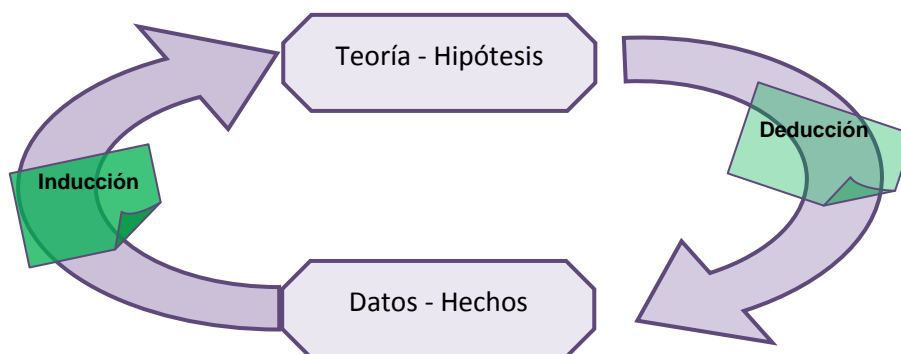 Teoría - Hipótesis
Deducción
Inducción
Datos - Hechos